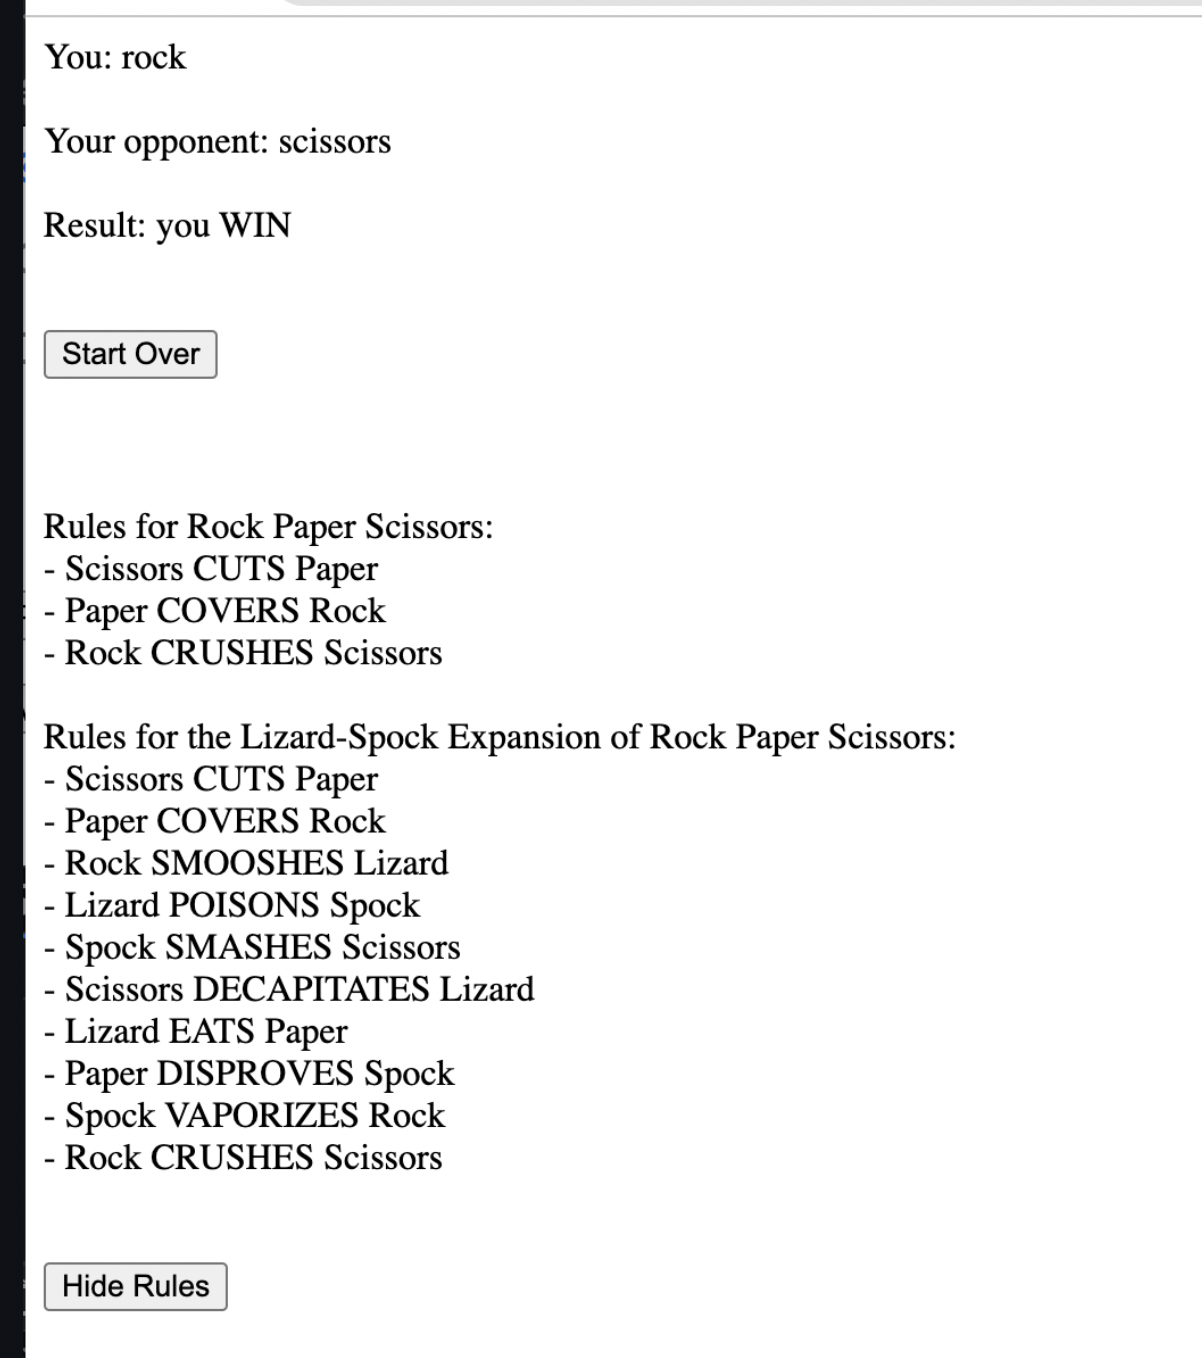 You: rock
Your opponent: scissors
Result: you WIN
Start Over
Rules for Rock Paper Scissors:
- Scissors CUTS Paper
- Paper COVERS Rock
- Rock CRUSHES Scissors
Rules for the Lizard-Spock Expansion of Rock Paper Scissors:
- Scissors CUTS Paper
- Paper COVERS Rock
- Rock SMOOSHES Lizard
- Lizard POISONS Spock
- Spock SMASHES Scissors
- Scissors DECAPITATES Lizard
- Lizard EATS Paper
- Paper DISPROVES Spock
- Spock VAPORIZES Rock
- Rock CRUSHES Scissors
Hide Rules